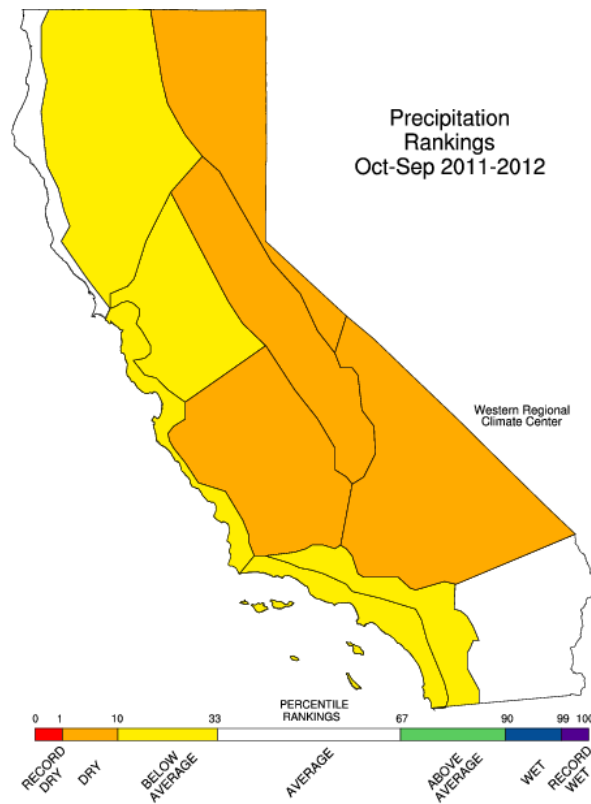 Precipitation
Rankings
Oct-Sep 2011-2012
Western Regional
Climate Center
PERCENTILE
RANKINGS
0 1 10 33 67 90 99 100
RECORD
DRY
DRY
BELOW
AVERAGE
AVERAGE
ABOVE
AVERAGE
WET
RECORD
WET